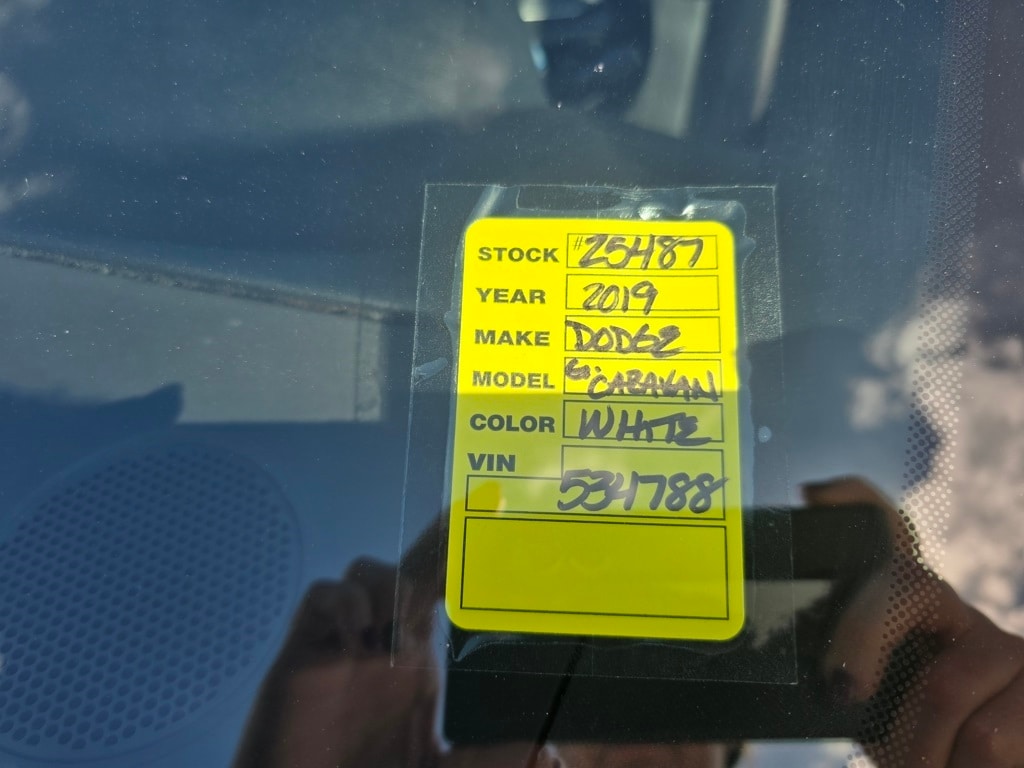 STOCK #25487
YEAR 2019
MAKE DODGE
MODEL G. CARAVAN
COLOR WHITE
VIN
534788